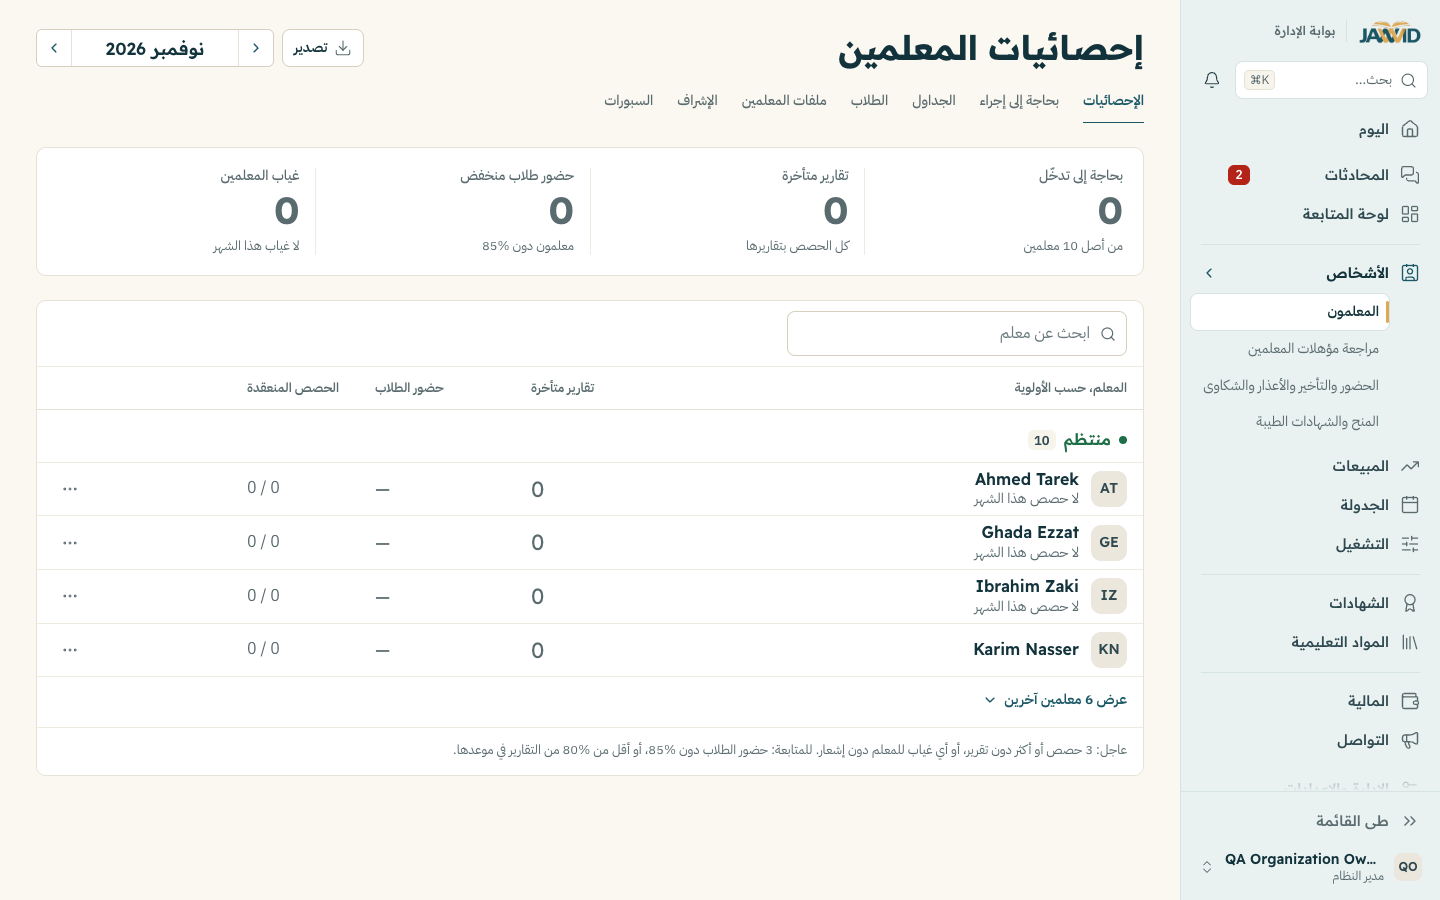 JAWWID
بوابة الإدارة
بحث...
⌘K
اليوم
المحادثات
2
لوحة المتابعة
الأشخاص
المعلمون
مراجعة مؤهلات المعلمين
الحضور والتأخير والأعذار والشكاوى
المنح والشهادات الطيبة
المبيعات
الجدولة
التشغيل
الشهادات
المواد التعليمية
المالية
التواصل
طي القائمة
QO
QA Organization Ow...
مدير النظام
إحصائيات المعلمين
تصدير
نوفمبر 2026
الإحصائيات
بحاجة إلى إجراء
الجداول
الطلاب
ملفات المعلمين
الإشراف
السبورات
بحاجة إلى تدخّل
0
من أصل 10 معلمين
تقارير متأخرة
0
كل الحصص بتقاريرها
حضور طلاب منخفض
0
معلمون دون 85%
غياب المعلمين
0
لا غياب هذا الشهر
ابحث عن معلم
المعلم، حسب الأولوية
تقارير متأخرة
حضور الطلاب
الحصص المنعقدة
منتظم 10
AT
Ahmed Tarek
لا حصص هذا الشهر
0
—
0 / 0
GE
Ghada Ezzat
لا حصص هذا الشهر
0
—
0 / 0
IZ
Ibrahim Zaki
لا حصص هذا الشهر
0
—
0 / 0
KN
Karim Nasser
0
—
0 / 0
عرض 6 معلمين آخرين
عاجل: 3 حصص أو أكثر دون تقرير، أو أي غياب للمعلم دون إشعار. للمتابعة: حضور الطلاب دون 85%، أو أقل من 80% من التقارير في موعدها.